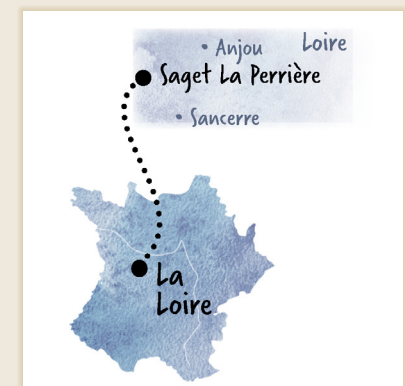 • Anjou Loire
Saget La Perrière
• Sancerre
La
Loire